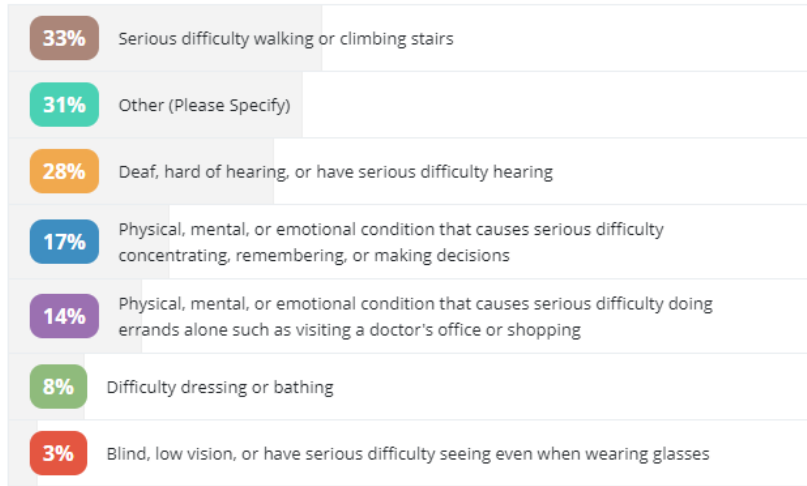 33% Serious difficulty walking or climbing stairs
31% Other (Please Specify)
28% Deaf, hard of hearing, or have serious difficulty hearing
17% Physical, mental, or emotional condition that causes serious difficulty
concentrating, remembering, or making decisions
14% Physical, mental, or emotional condition that causes serious difficulty doing
errands alone such as visiting a doctor's office or shopping
8% Difficulty dressing or bathing
3% Blind, low vision, or have serious difficulty seeing even when wearing glasses